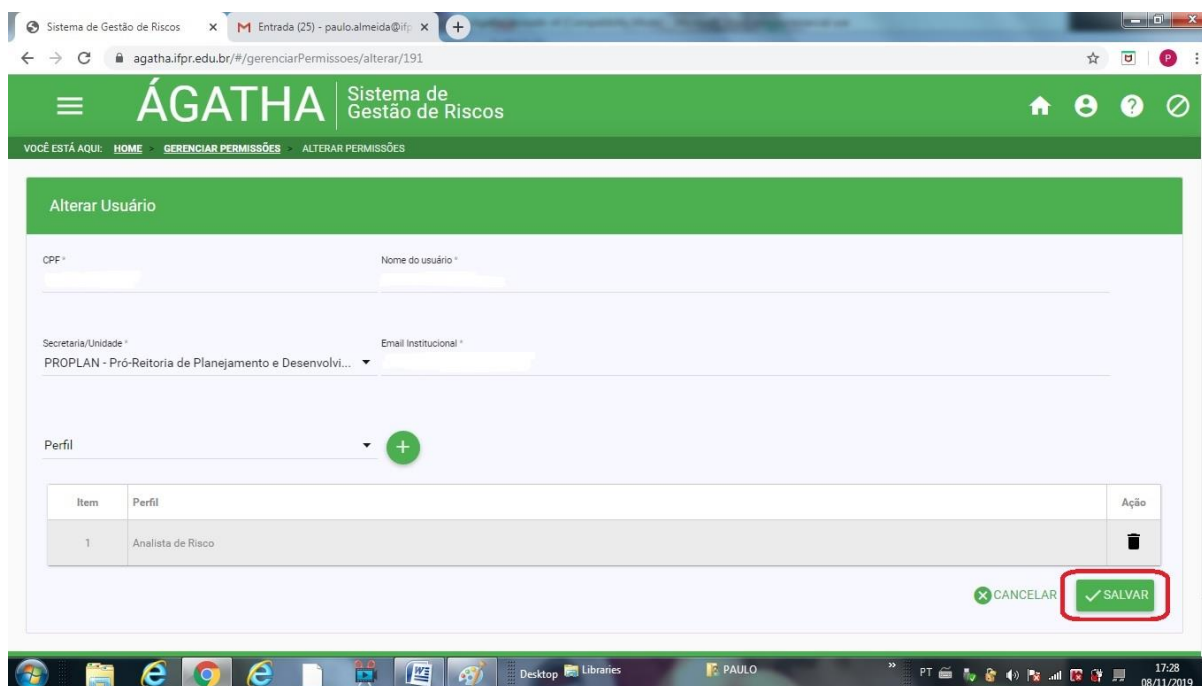 Sistema de Gestão de Riscos
Entrada (25) - paulo.almeida@ifp
agatha.ifpr.edu.br/#/gerenciarPermissoes/alterar/191
P
ÁGATHA
Sistema de
Gestão de Riscos
VOCÊ ESTÁ AQUI: HOME > GERENCIAR PERMISSÕES > ALTERAR PERMISSÕES
Alterar Usuário
CPF * Nome do usuário *
Secretaria/Unidade * Email Institucional *
PROPLAN - Pró-Reitoria de Planejamento e Desenvolvi...
Perfil
Item Perfil Ação
1 Analista de Risco
CANCELAR SALVAR
Desktop Libraries PAULO » PT 17:28
08/11/2019